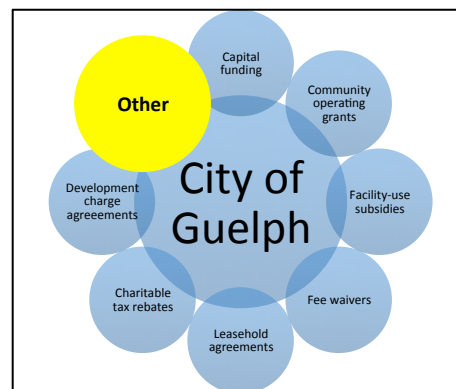 Capital
funding
Community
operating
grants
Facility-use
subsidies
Fee waivers
Leasehold
agreements
Charitable
tax rebates
Development
charge
agreeements
Other
City of
Guelph